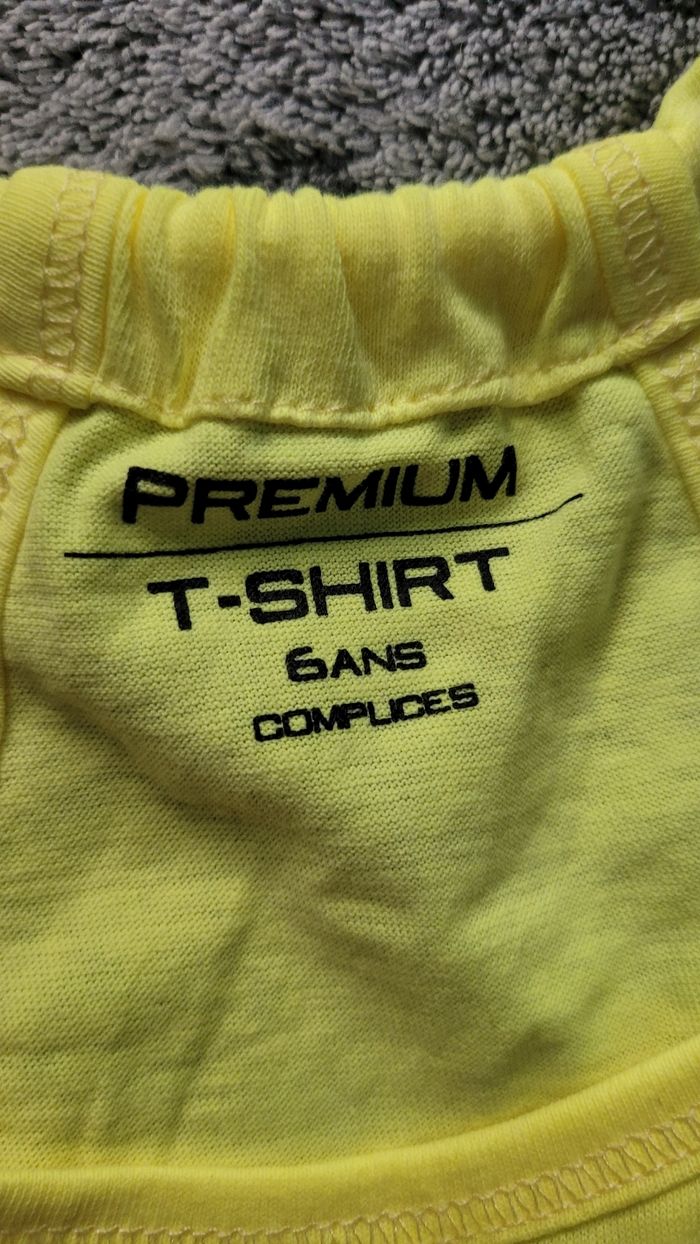 PREMIUM
T-SHIRT
6ANS
COMPLICES